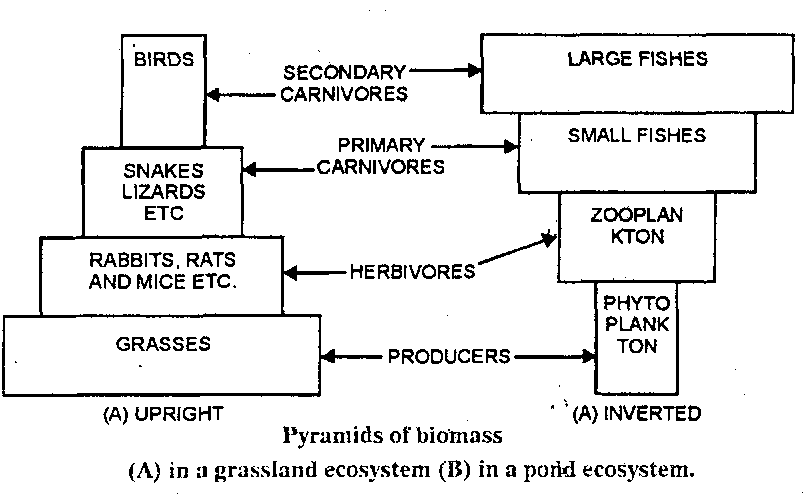 BIRDS
SECONDARY
CARNIVORES
LARGE FISHES
SNAKES
LIZARDS
ETC
PRIMARY
CARNIVORES
SMALL FISHES
RABBITS, RATS
AND MICE ETC.
HERBIVORES
ZOOPLAN
KTON
GRASSES
PRODUCERS
PHYTO
PLANK
TON
(A) UPRIGHT
(A) INVERTED
Pyramids of biomass
(A) in a grassland ecosystem (B) in a pond ecosystem.